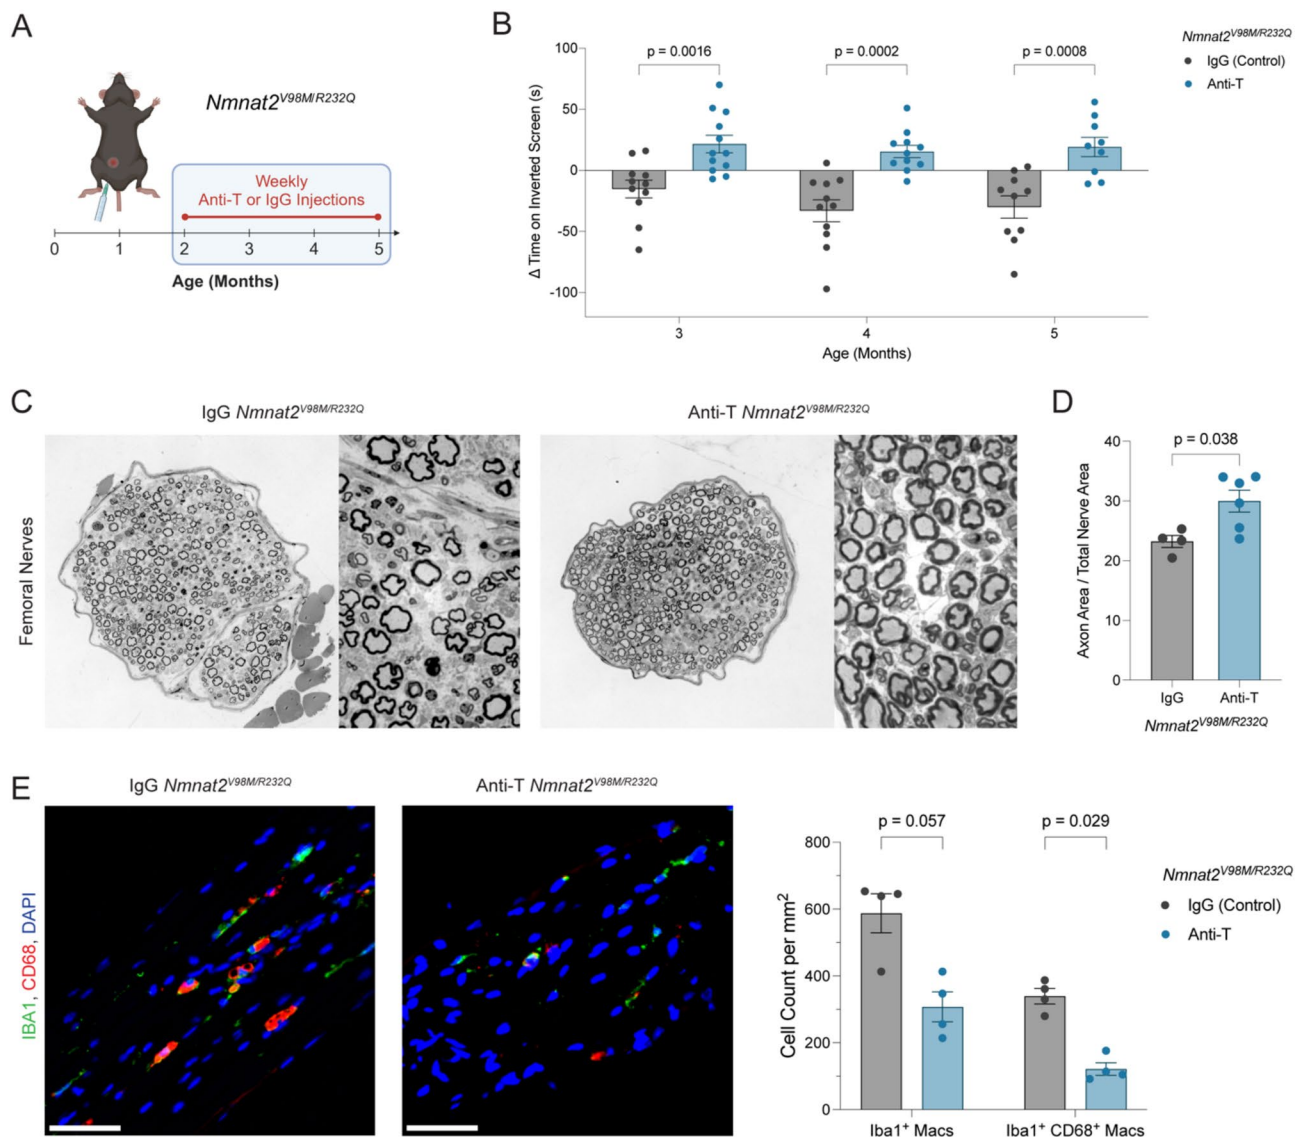 A
Nmnat2V98M/R232Q
Weekly
Anti-T or IgG Injections
0 1 2 3 4 5
Age (Months)
B
Nmnat2V98M/R232Q
IgG (Control)
Anti-T
p = 0.0016 p = 0.0002 p = 0.0008
Δ Time on Inverted Screen (s)
100
50
0
-50
-100
3 4 5
Age (Months)
C
IgG Nmnat2V98M/R232Q Anti-T Nmnat2V98M/R232Q
Femoral Nerves
D
p = 0.038
Axon Area / Total Nerve Area
40
30
20
10
0
IgG Anti-T
Nmnat2V98M/R232Q
E
IgG Nmnat2V98M/R232Q Anti-T Nmnat2V98M/R232Q
IBA1, CD68, DAPI
p = 0.057 p = 0.029
Cell Count per mm2
800
600
400
200
0
Iba1+ Macs Iba1+ CD68+ Macs
Nmnat2V98M/R232Q
IgG (Control)
Anti-T